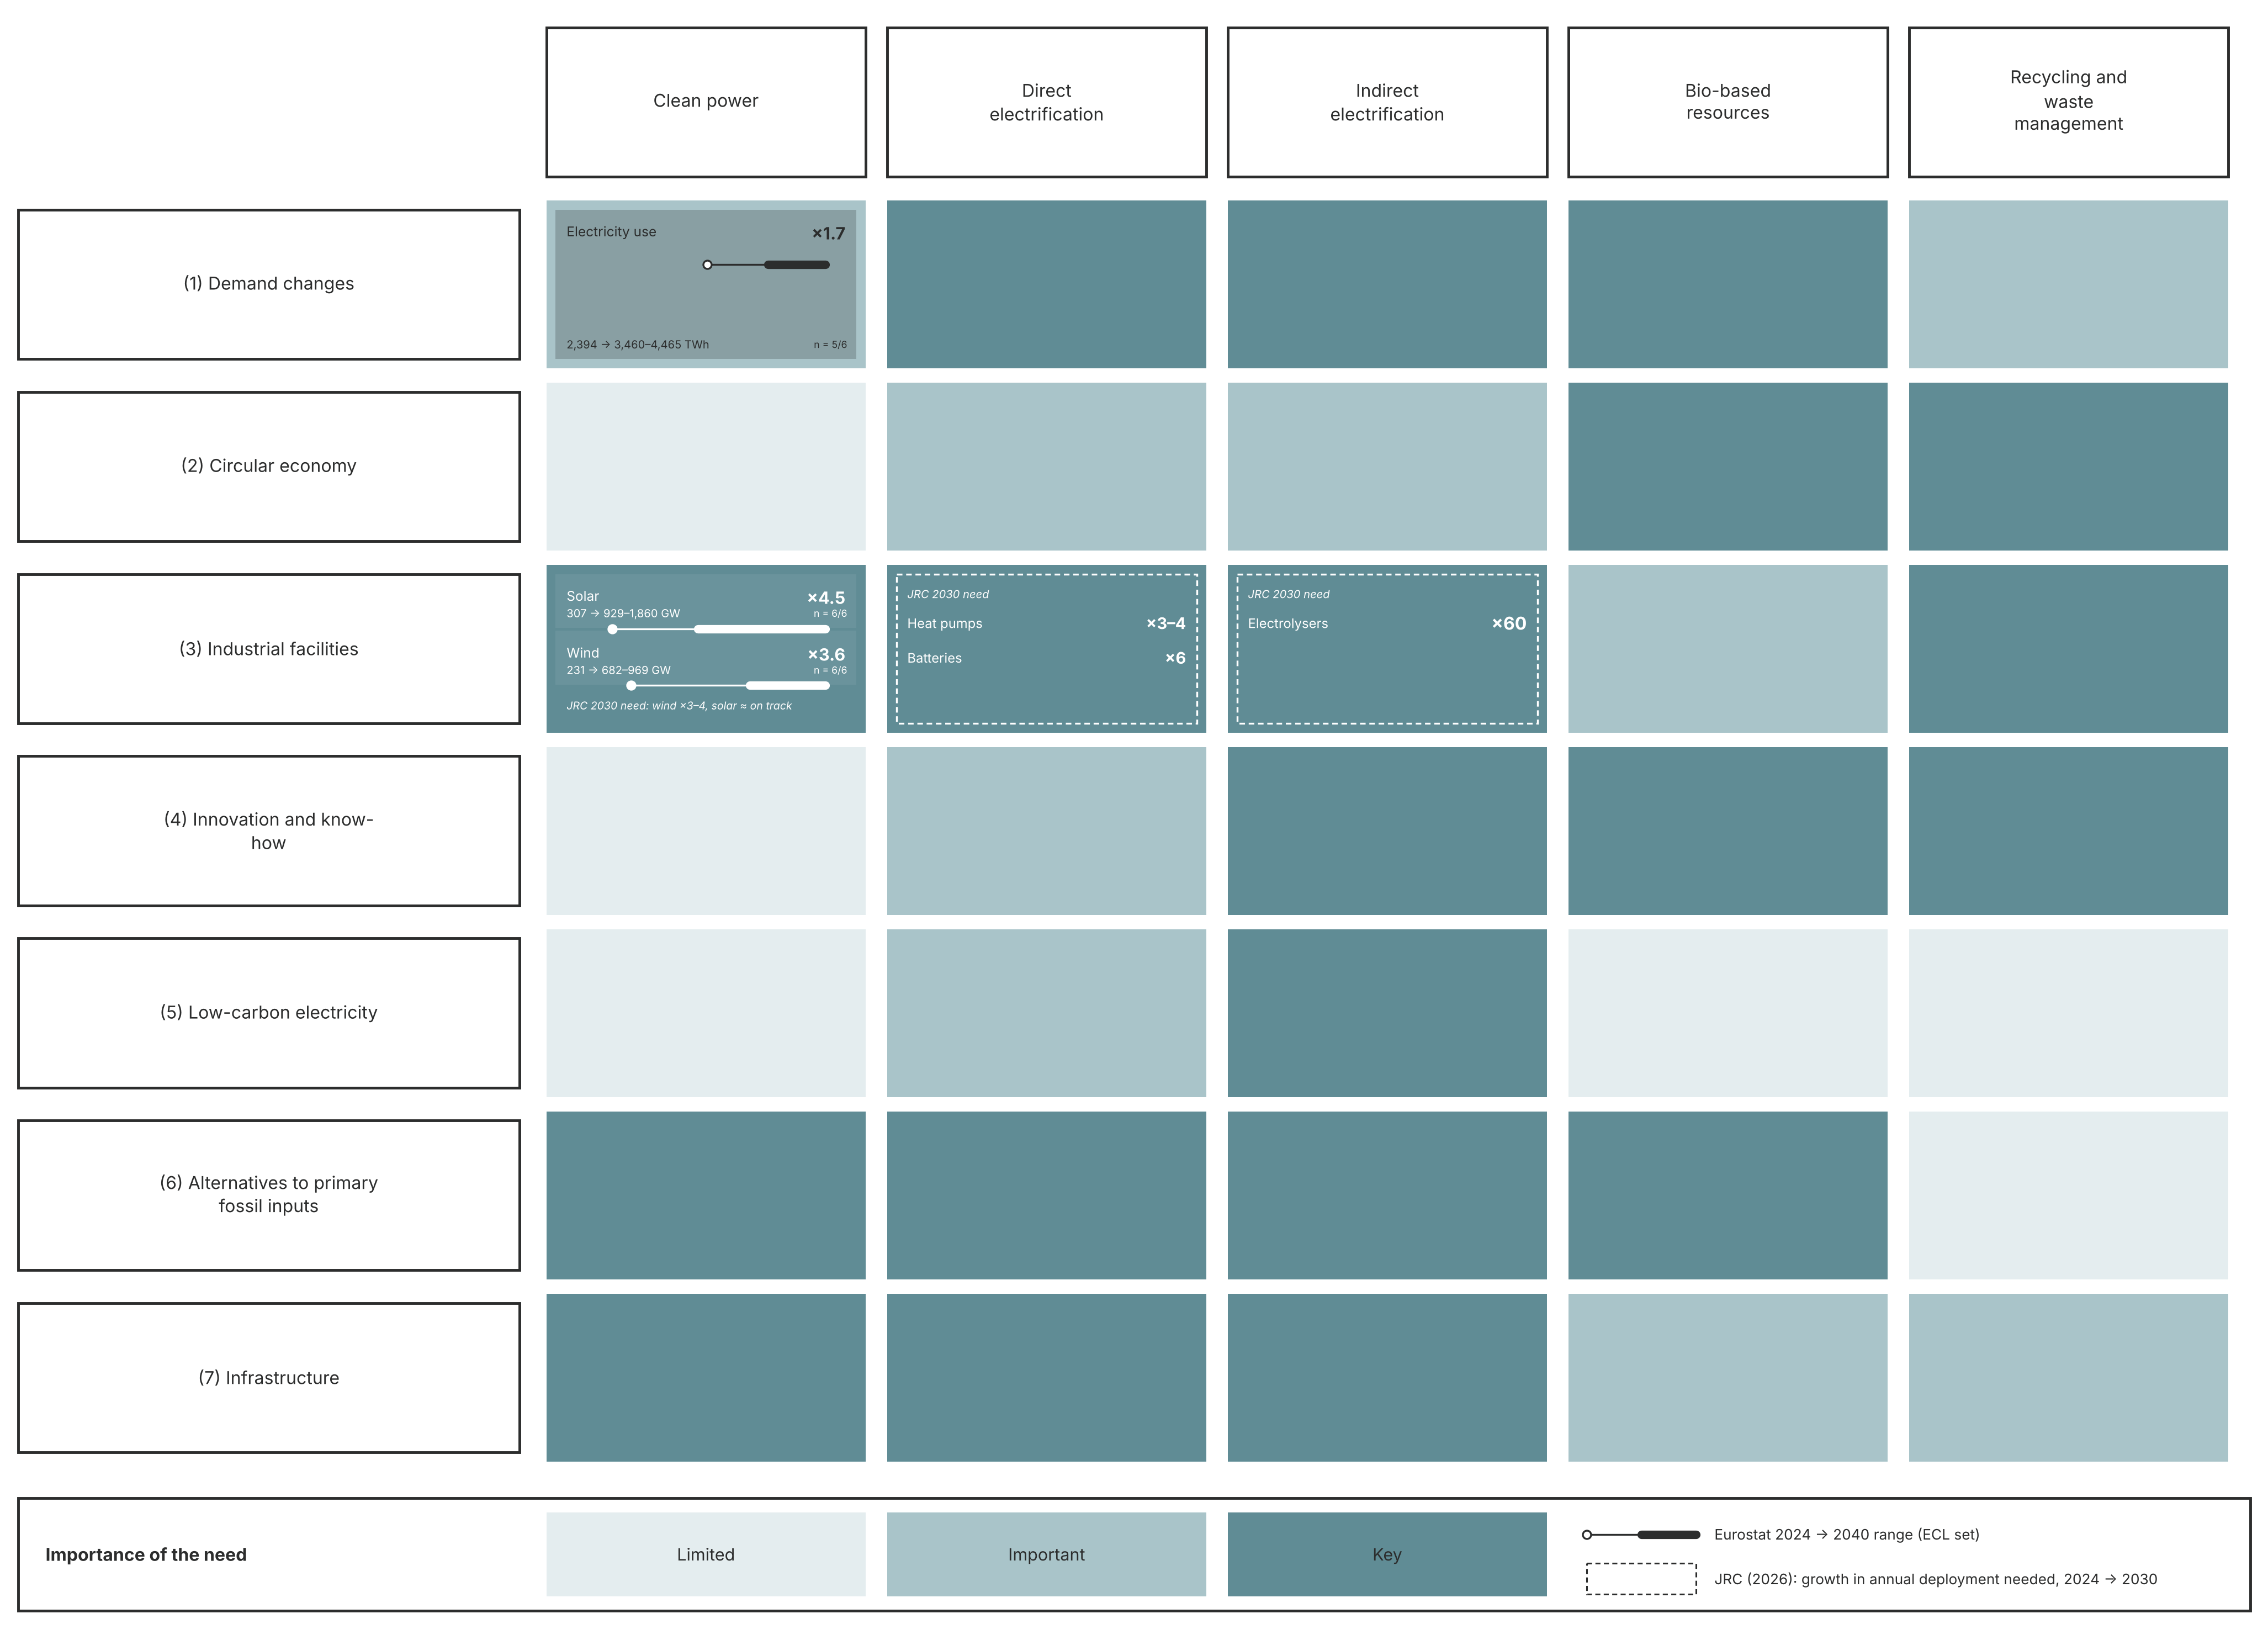 Clean power
Direct
electrification
Indirect
electrification
Bio-based
resources
Recycling and
waste
management
(1) Demand changes
Electricity use
×1.7
2,394 → 3,460–4,465 TWh
n = 5/6
(2) Circular economy
(3) Industrial facilities
Solar
×4.5
307 → 929–1,860 GW
n = 6/6
Wind
×3.6
231 → 682–969 GW
n = 6/6
JRC 2030 need: wind ×3–4, solar ≈ on track
JRC 2030 need
Heat pumps
×3–4
Batteries
×6
JRC 2030 need
Electrolysers
×60
(4) Innovation and know-
how
(5) Low-carbon electricity
(6) Alternatives to primary
fossil inputs
(7) Infrastructure
Importance of the need
Limited
Important
Key
Eurostat 2024 → 2040 range (ECL set)
JRC (2026): growth in annual deployment needed, 2024 → 2030